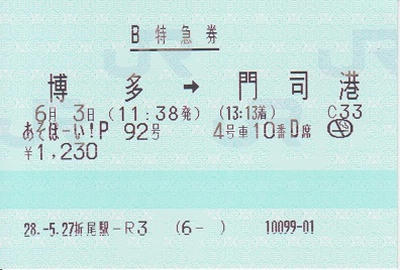 B特急券
博多 → 門司港
6月 3日 (11:38発) (13:13着) C33
あそぼーい!P 92号 4号車10番D席
¥1,230
28.-5.27折尾駅-R3 (6- ) 10099-01